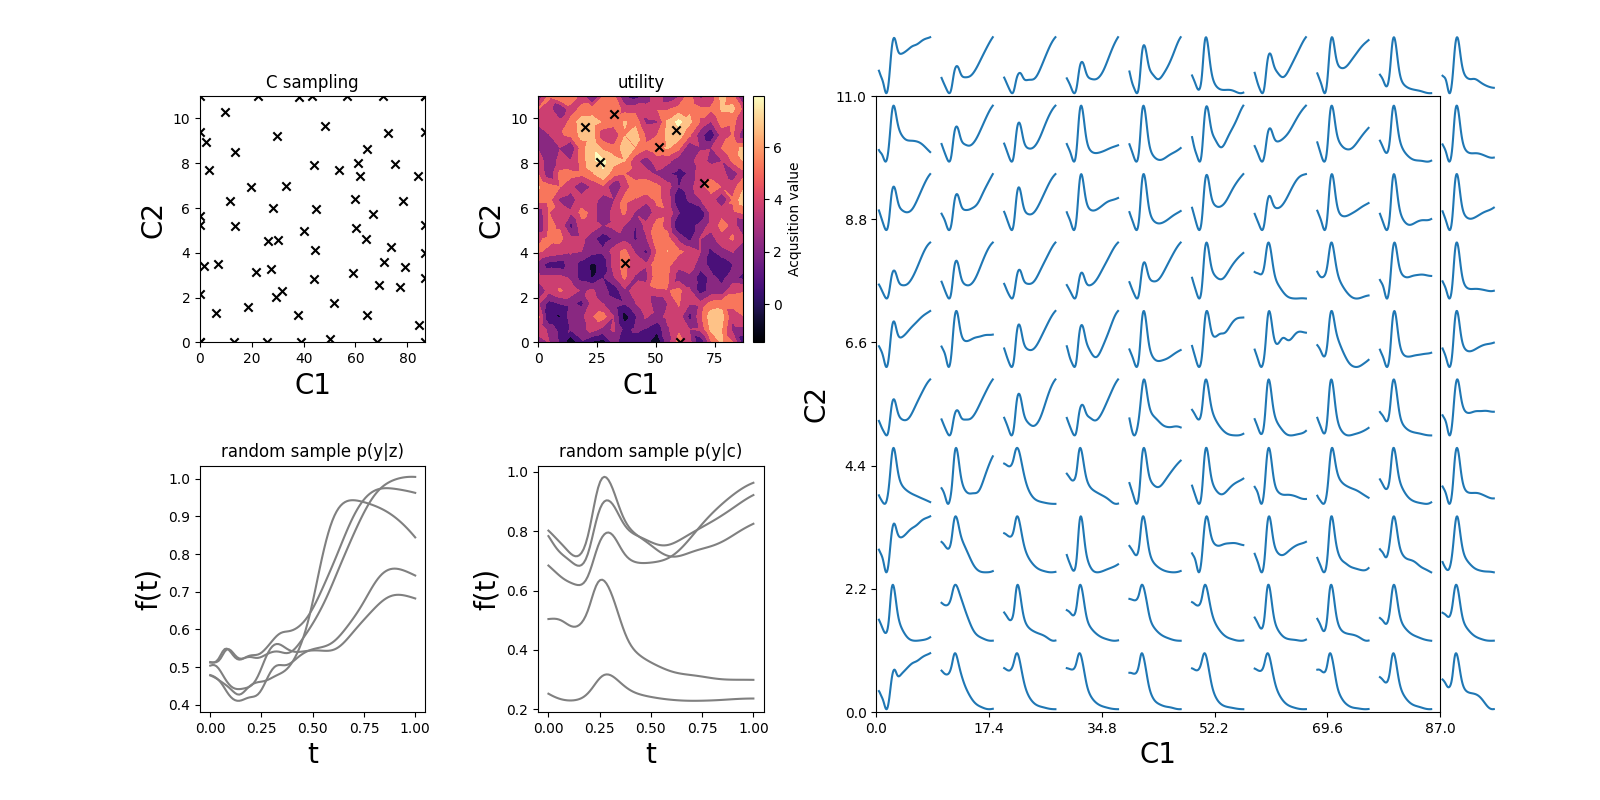 C sampling
C2
10
8
6
4
2
0
0 20 40 60 80
C1
utility
C2
10
8
6
4
2
0
0 25 50 75
C1
6
4
2
0
Acqusition value
random sample p(y|z)
f(t)
1.0
0.9
0.8
0.7
0.6
0.5
0.4
0.00 0.25 0.50 0.75 1.00
t
random sample p(y|c)
f(t)
1.0
0.8
0.6
0.4
0.2
0.00 0.25 0.50 0.75 1.00
t
C2
11.0
8.8
6.6
4.4
2.2
0.0
0.0 17.4 34.8 52.2 69.6 87.0
C1